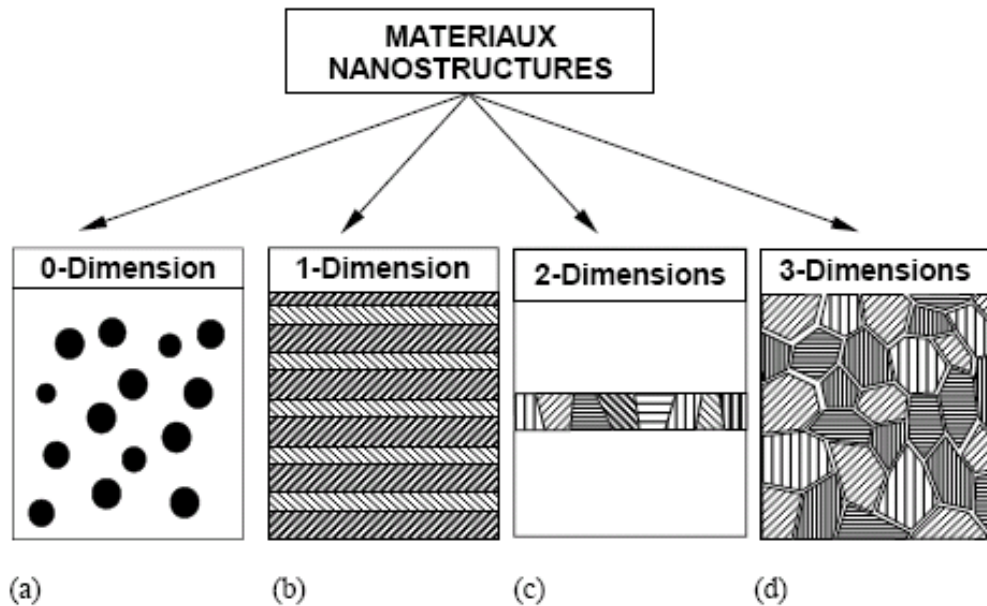 MATERIAUX
NANOSTRUCTURES
0-Dimension
1-Dimension
2-Dimensions
3-Dimensions
(a)
(b)
(c)
(d)